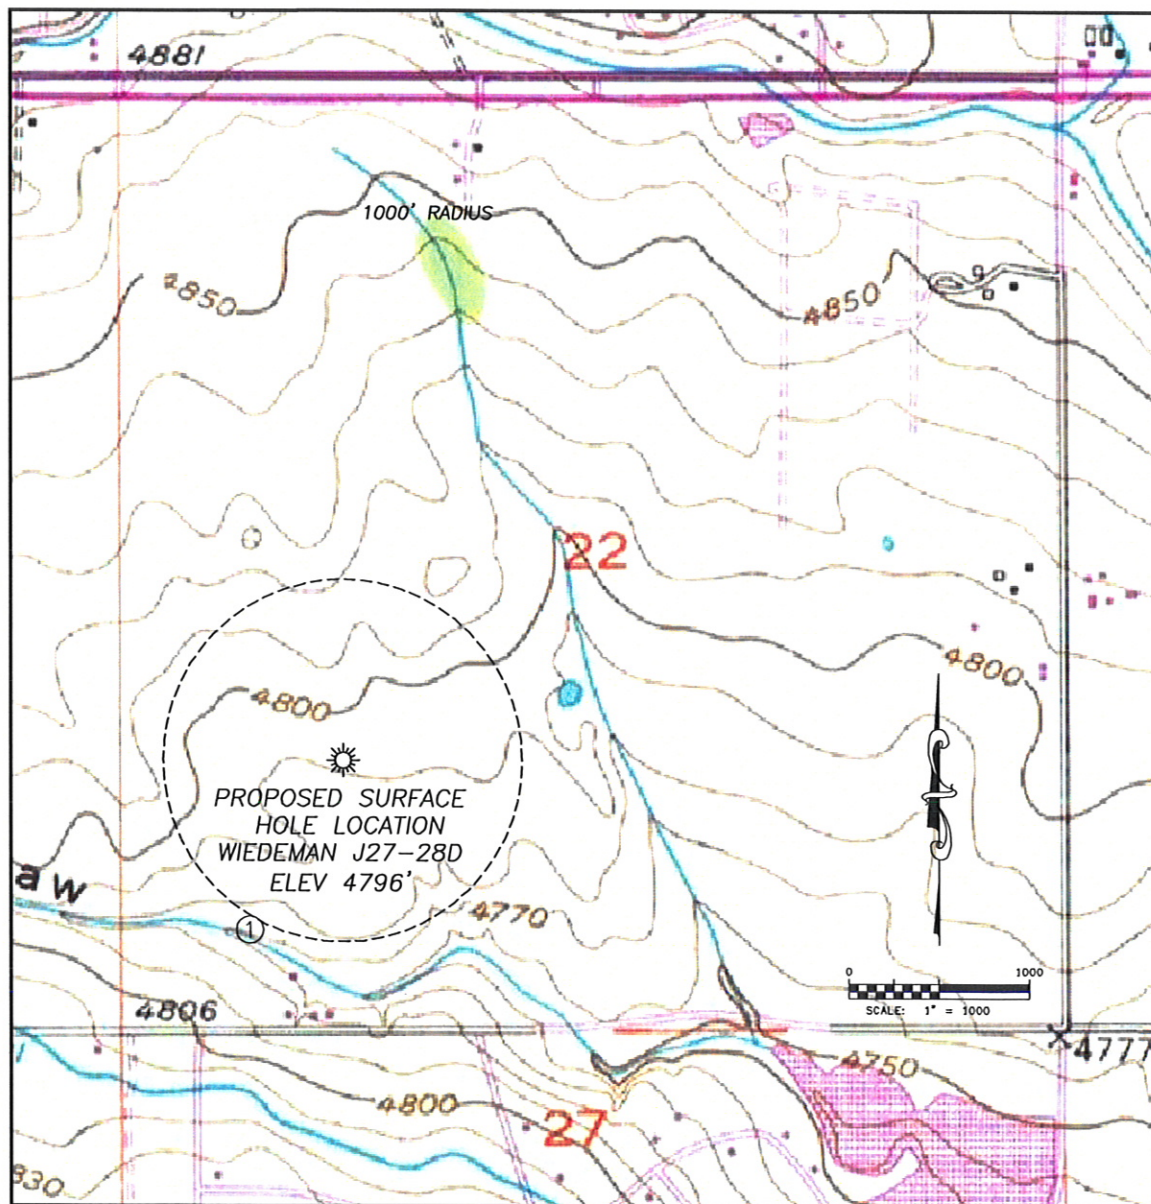 4881
1000' RADIUS
4850
4850
22
4800
4800
PROPOSED SURFACE
HOLE LOCATION
WIEDEMAN J27-28D
ELEV 4796'
aw
1
4770
0 1000
SCALE: 1" = 1000
4806
4777
4750
4800
27
830